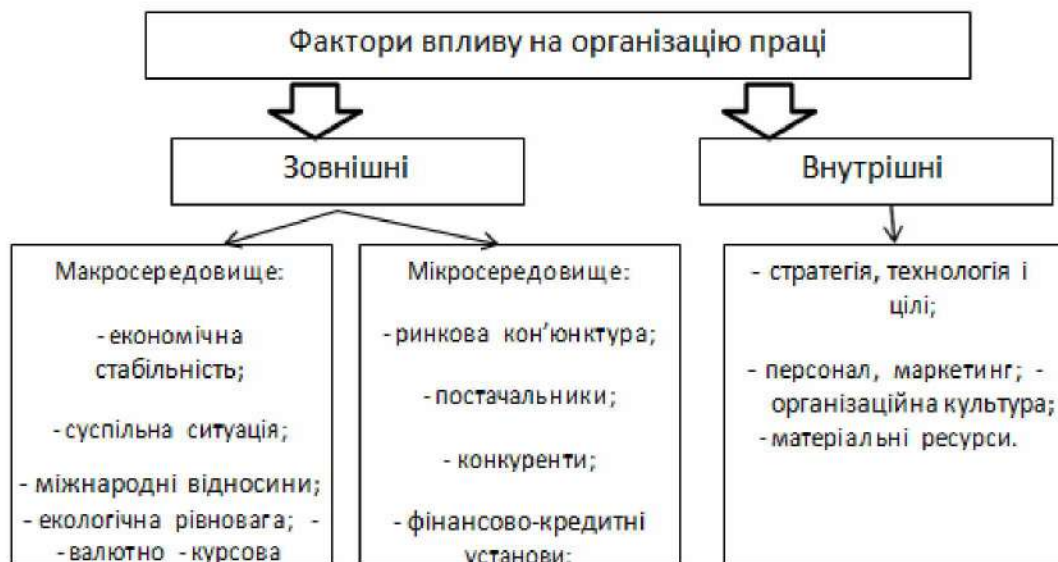 Фактори впливу на організацію праці
Зовнішні
Внутрішні
Макросередовище:
- економічна
стабільність;
- суспільна ситуація;
- міжнародні відносини;
- екологічна рівновага; -
- валютно - курсова
Мікросередовище:
- ринкова кон’юнктура;
- постачальники;
- конкуренти;
- фінансово-кредитні
установи;
- стратегія, технологія і
цілі;
- персонал, маркетинг; -
організаційна культура;
- матеріальні ресурси.